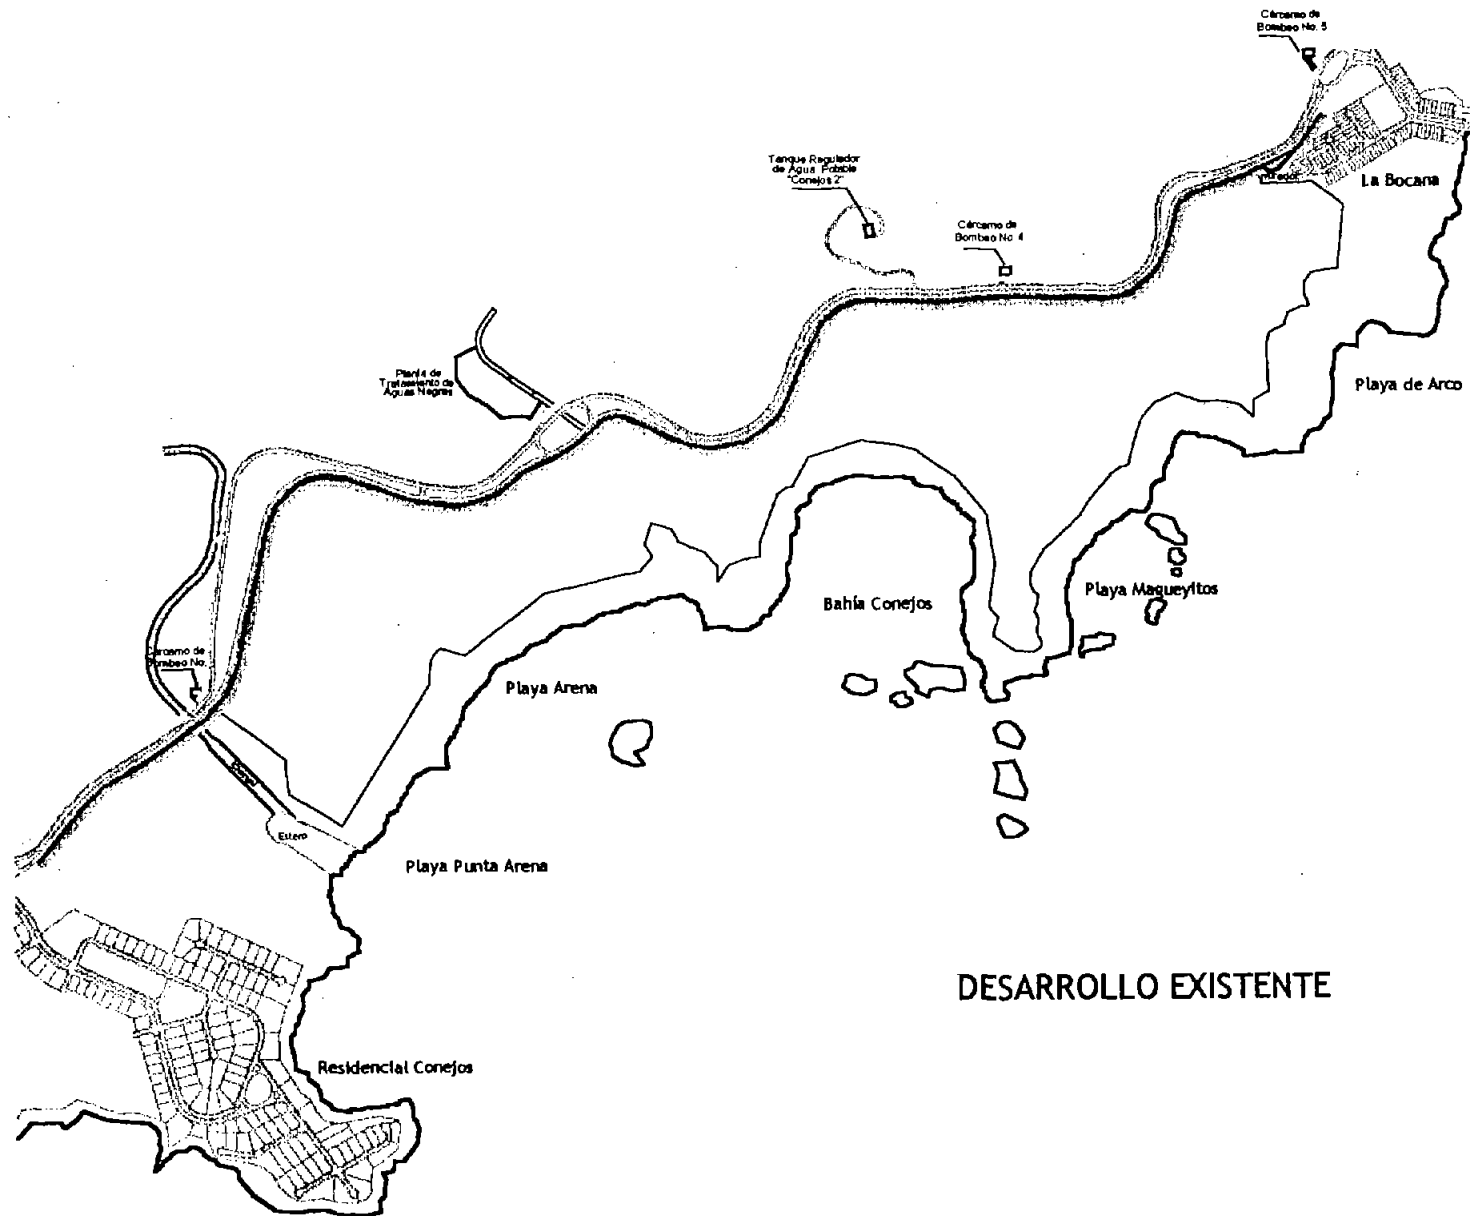 Cárcamo de
Bombeo No. 5
Tanque Regulador
de Agua Potable
"Conejos 2"
La Bocana
Cárcamo de
Bombeo No. 4
Planta de
Tratamiento de
Aguas Negras
Playa de Arco
Bahía Conejos
Playa Magueyitos
Cárcamo de
Bombeo No.
Playa Arena
Estero
Playa Punta Arena
DESARROLLO EXISTENTE
Residencial Conejos